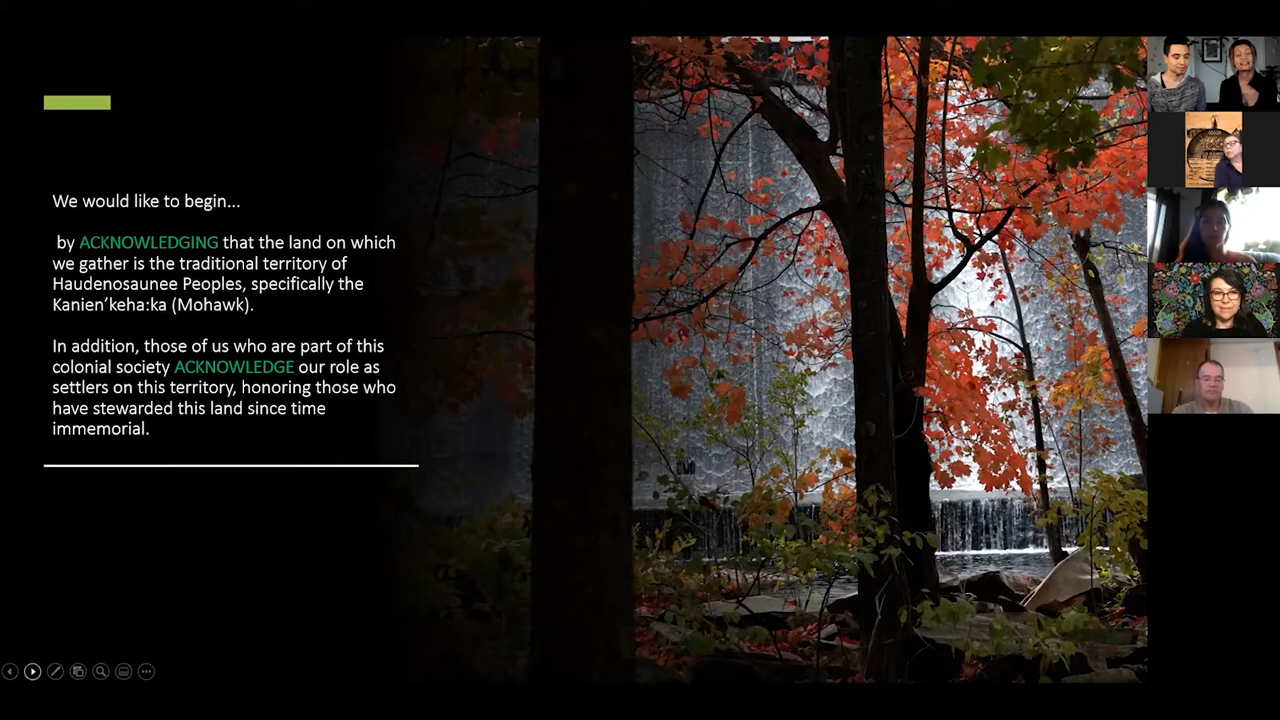 We would like to begin...
by ACKNOWLEDGING that the land on which
we gather is the traditional territory of
Haudenosaunee Peoples, specifically the
Kanien’keha:ka (Mohawk).
In addition, those of us who are part of this
colonial society ACKNOWLEDGE our role as
settlers on this territory, honoring those who
have stewarded this land since time
immemorial.